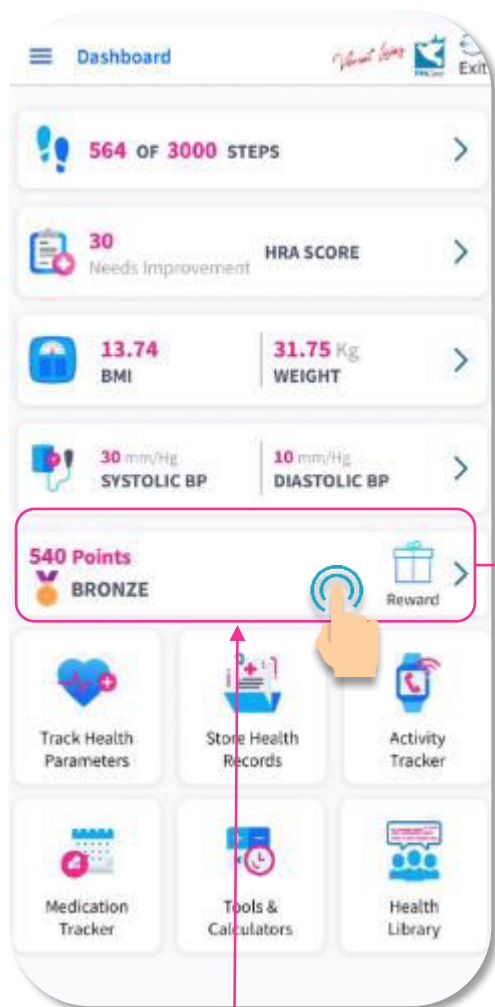 Dashboard
Vibrant living
Exit
564 OF 3000 STEPS
30
Needs Improvement
HRA SCORE
13.74
BMI
31.75 Kg
WEIGHT
30 mm/Hg
SYSTOLIC BP
10 mm/Hg
DIASTOLIC BP
540 Points
BRONZE
Reward
Track Health
Parameters
Store Health
Records
Activity
Tracker
Medication
Tracker
Tools &
Calculators
Health
Library